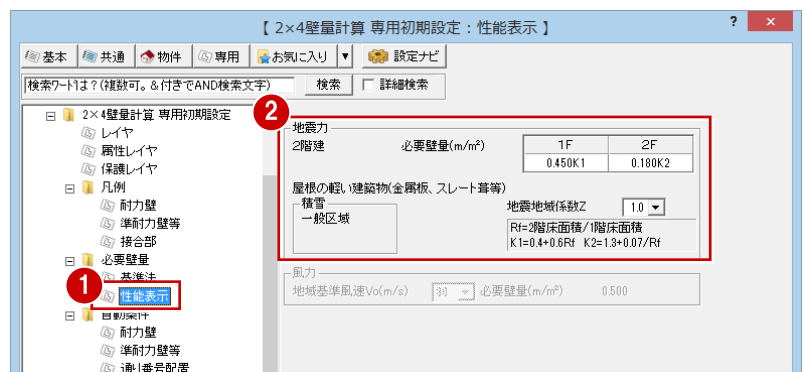 【 2×4壁量計算 専用初期設定:性能表示 】 ? ×
基本 共通 物件 専用 お気に入り ▼ 設定ナビ
検索ワードは?(複数可。&付きでAND検索文字) 検索 詳細検索
2×4壁量計算 専用初期設定
レイヤ
属性レイヤ
保護レイヤ
凡例
耐力壁
準耐力壁等
接合部
必要壁量
基準法
1
性能表示
自動条件
耐力壁
準耐力壁等
通り番号配置
2
地震力
2階建 必要壁量(m/m²) 1F 2F
0.450K1 0.180K2
屋根の軽い建築物(金属板、スレート葺等)
積雪
一般区域
地震地域係数Z 1.0
Rf=2階床面積/1階床面積
K1=0.4+0.6Rf K2=1.3+0.07/Rf
風力
地域基準風速Vo(m/s) 30 必要壁量(m/m²) 0.500